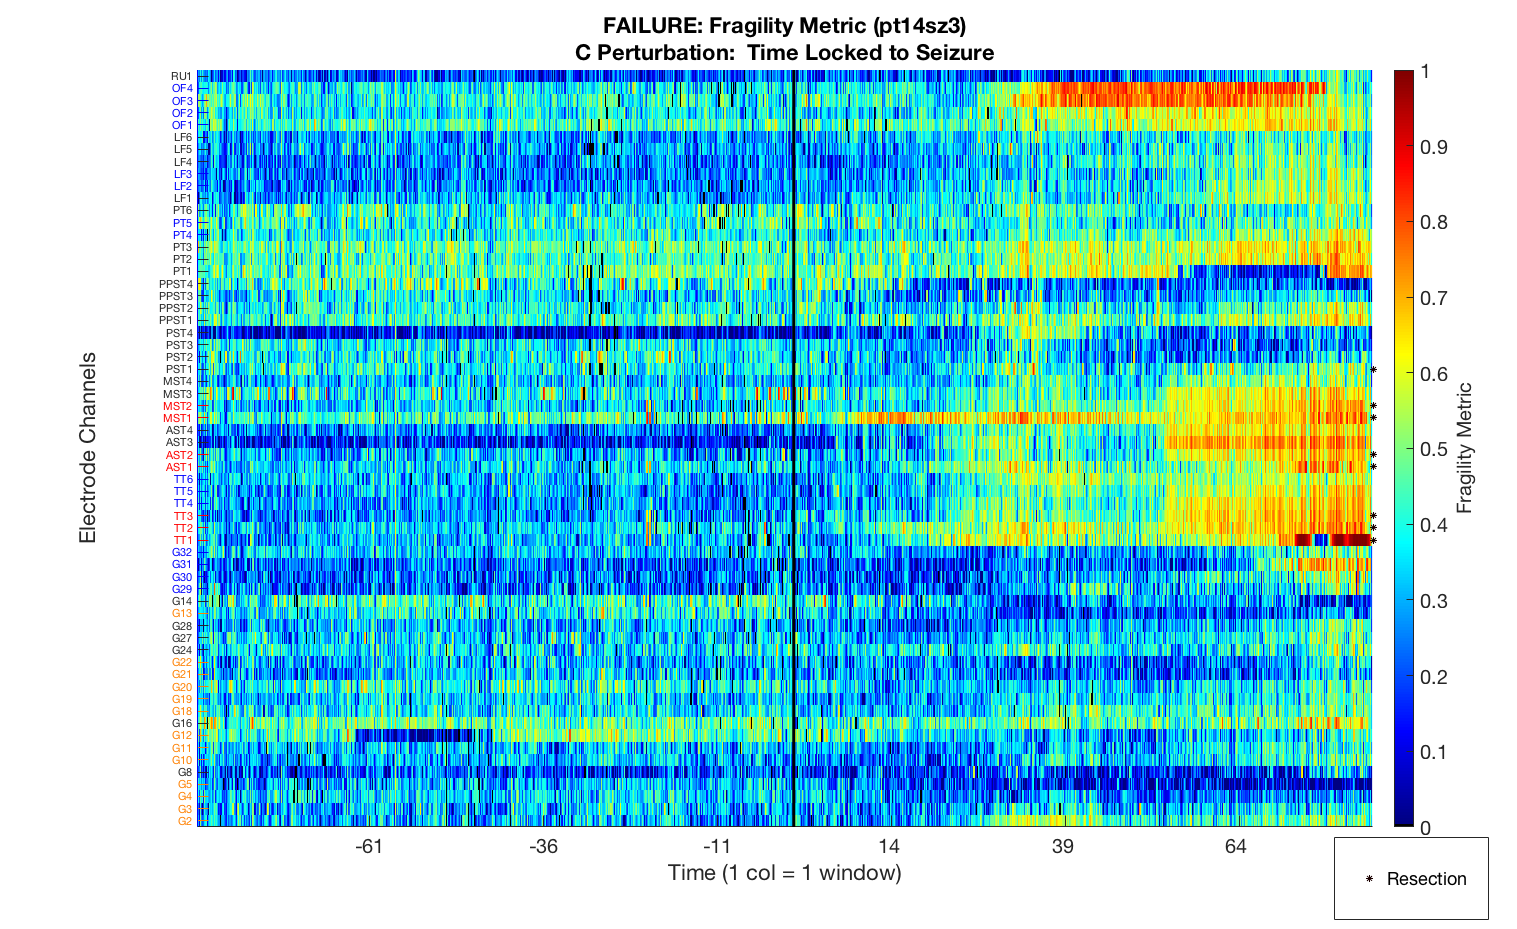 FAILURE: Fragility Metric (pt14sz3)
C Perturbation: Time Locked to Seizure
Electrode Channels
RU1
OF4
OF3
OF2
OF1
LF6
LF5
LF4
LF3
LF2
LF1
PT6
PT5
PT4
PT3
PT2
PT1
PPST4
PPST3
PPST2
PPST1
PST4
PST3
PST2
PST1
MST4
MST3
MST2
MST1
AST4
AST3
AST2
AST1
TT6
TT5
TT4
TT3
TT2
TT1
G32
G31
G30
G29
G14
G13
G28
G27
G24
G22
G21
G20
G19
G18
G16
G12
G11
G10
G8
G5
G4
G3
G2
-61 -36 -11 14 39 64
Time (1 col = 1 window)
1
0.9
0.8
0.7
0.6
0.5
0.4
0.3
0.2
0.1
0
Fragility Metric
* Resection